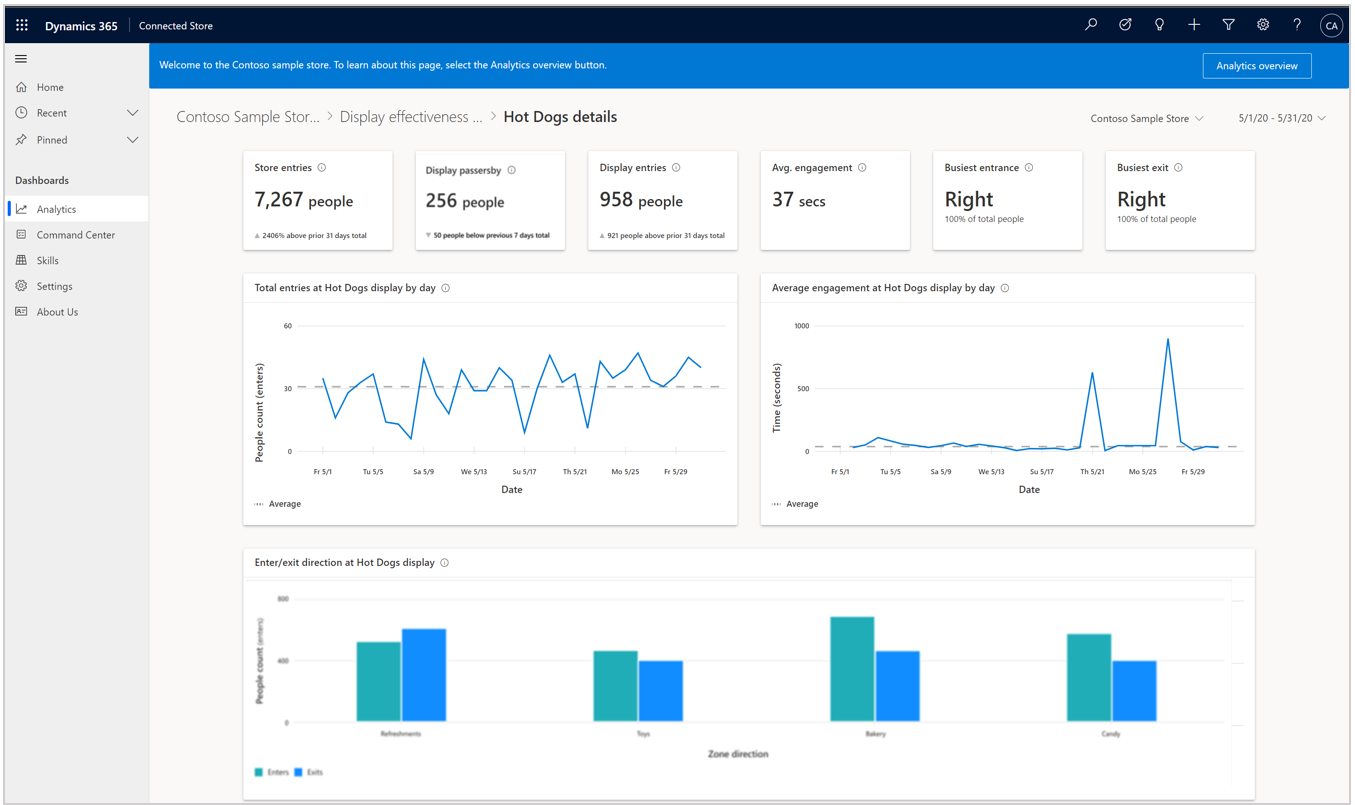 Dynamics 365 Connected Store CA
Welcome to the Contoso sample store. To learn about this page, select the Analytics overview button. Analytics overview
Home
Recent
Pinned
Dashboards
Analytics
Command Center
Skills
Settings
About Us
Contoso Sample Stor... > Display effectiveness ... > Hot Dogs details
Contoso Sample Store 5/1/20 - 5/31/20
Store entries
7,267 people
2406% above prior 31 days total
Display passersby
256 people
50 people below previous 7 days total
Display entries
958 people
921 people above prior 31 days total
Avg. engagement
37 secs
Busiest entrance
Right
100% of total people
Busiest exit
Right
100% of total people
Total entries at Hot Dogs display by day
People count (enters)
60
30
0
Fr 5/1 Tu 5/5 Sa 5/9 We 5/13 Su 5/17 Th 5/21 Mo 5/25 Fr 5/29
Date
Average
Average engagement at Hot Dogs display by day
Time (seconds)
1000
500
0
Fr 5/1 Tu 5/5 Sa 5/9 We 5/13 Su 5/17 Th 5/21 Mo 5/25 Fr 5/29
Date
Average
Enter/exit direction at Hot Dogs display
People count (enters)
800
400
0
Refreshments Toys Bakery Candy
Zone direction
Enters Exits